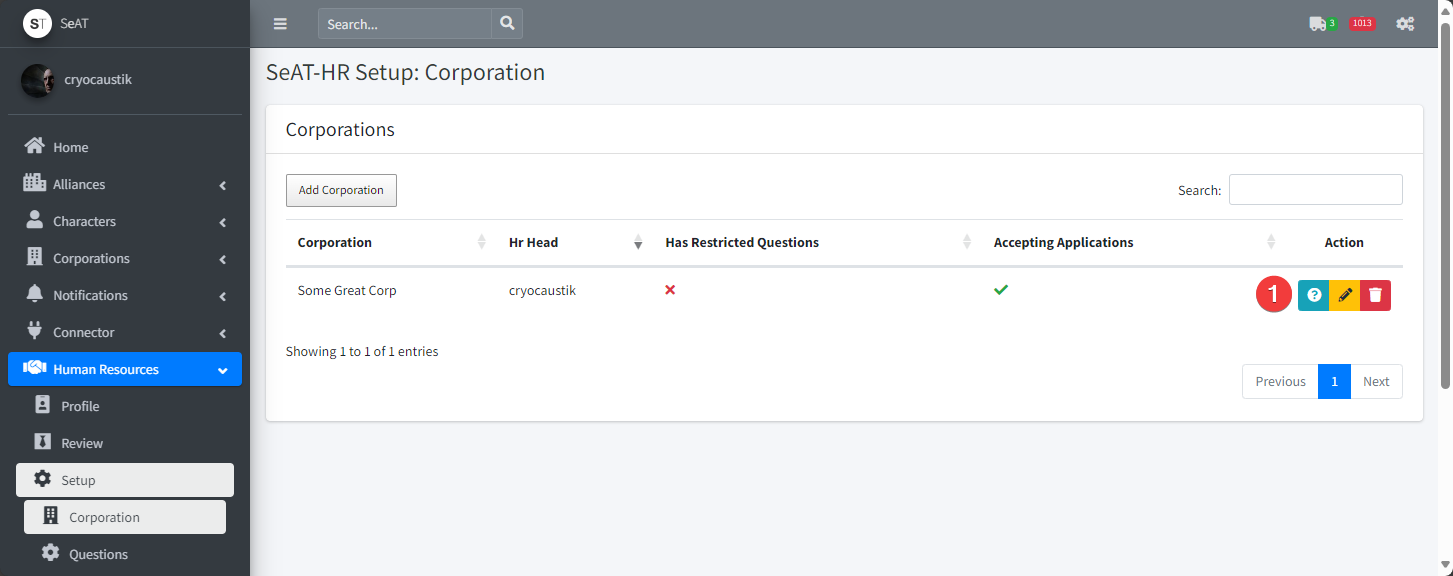 ST SeAT
Search...
3
1013
cryocaustik
Home
Alliances
Characters
Corporations
Notifications
Connector
Human Resources
Profile
Review
Setup
Corporation
Questions
SeAT-HR Setup: Corporation
Corporations
Add Corporation
Search:
Corporation Hr Head Has Restricted Questions Accepting Applications Action
Some Great Corp cryocaustik 1
Showing 1 to 1 of 1 entries
Previous 1 Next